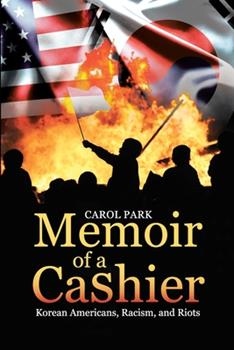 CAROL PARK
Memoir
of a
Cashier
Korean Americans, Racism, and Riots